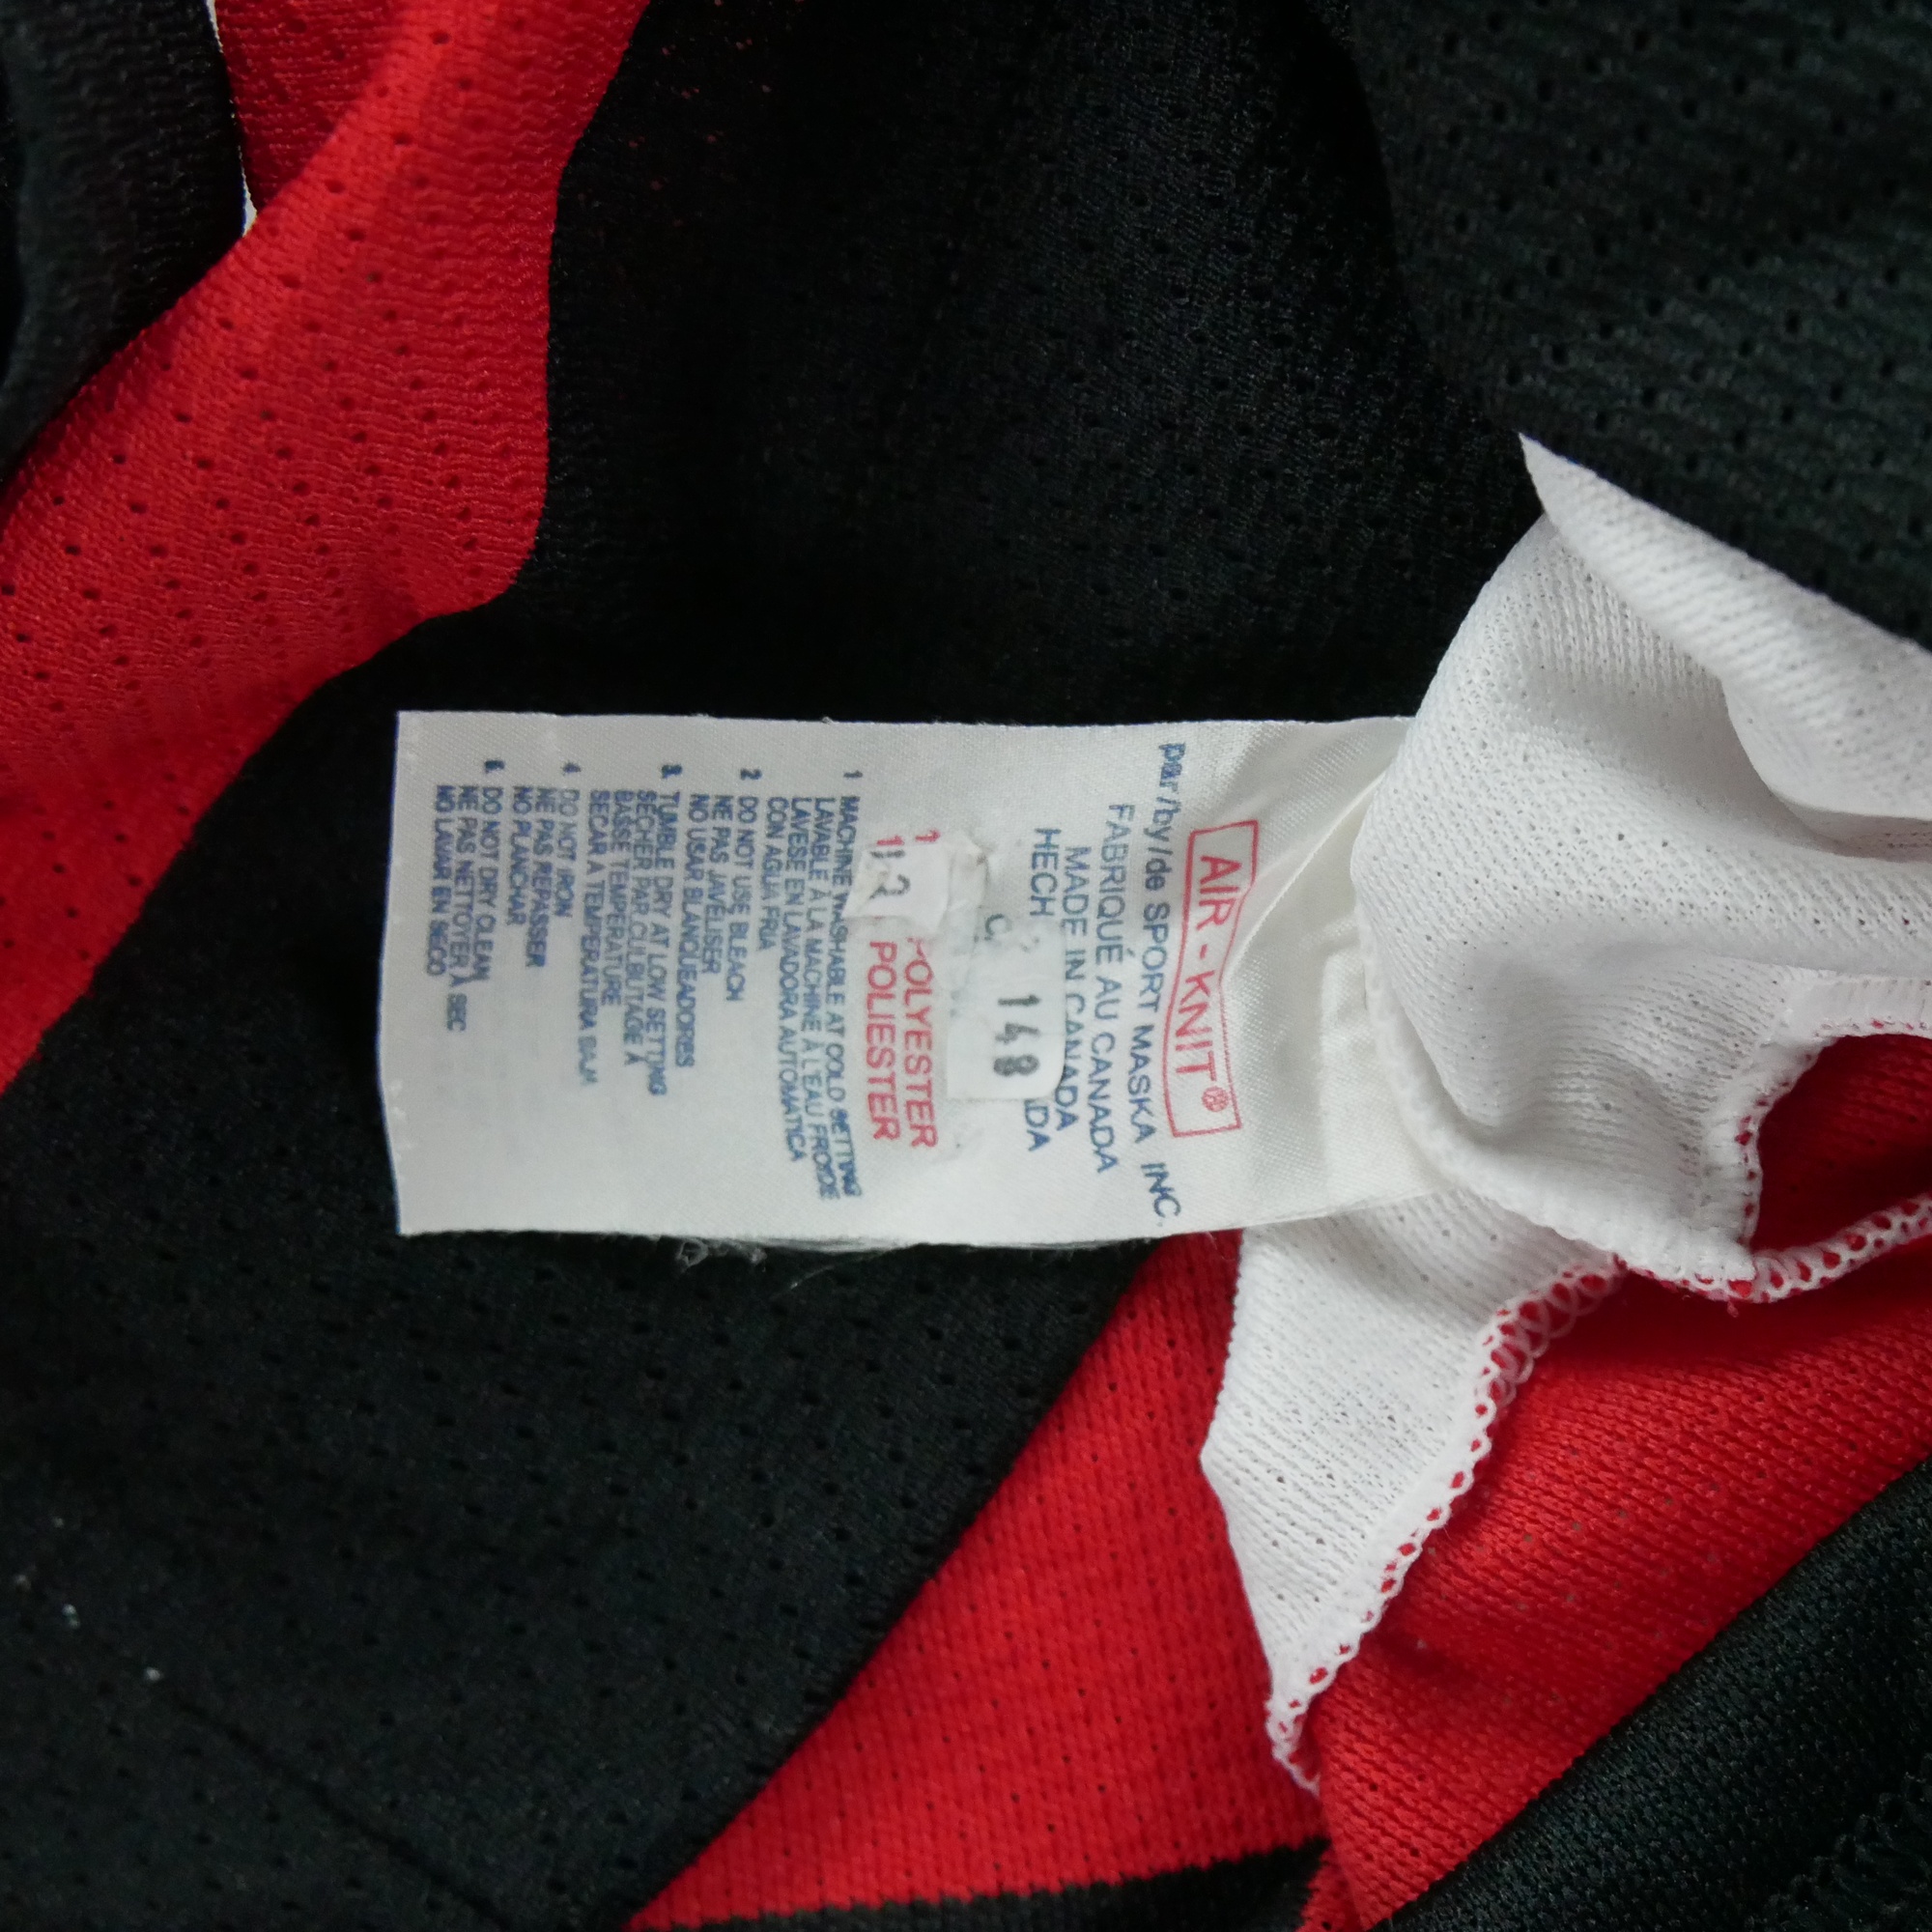 AIR-KNIT®
par/by/de SPORT MASKA INC.
FABRIQUÉ AU CANADA
MADE IN CANADA
HECH
148
POLYESTER
POLIESTER
1 MACHINE WASHABLE AT COLD SETTING
LAVABLE À LA MACHINE À L'EAU FROIDE
LAVESE EN LAVADORA AUTOMATICA
CON AGUA FRIA
2 DO NOT USE BLEACH
NE PAS JAVELISER
NO USAR BLANQUEADORES
3. TUMBLE DRY AT LOW SETTING
SÉCHER PAR CULBUTAGE À
BASSE TEMPÉRATURE
SECAR A TEMPERATURA BAJA
4 DO NOT IRON
NE PAS REPASSER
NO PLANCHAR
5. DO NOT DRY CLEAN
NE PAS NETTOYER À SEC
NO LAVAR EN SECO